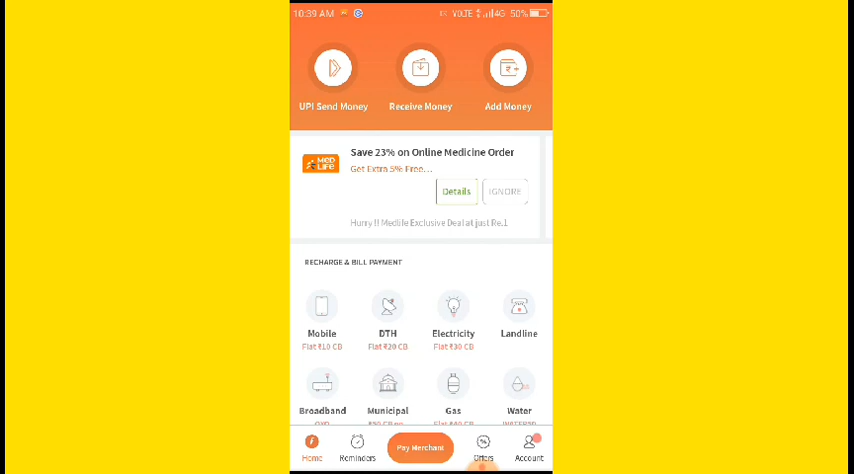 10:39 AM VOLTE 4G 50%
UPI Send Money Receive Money Add Money
MED LIFE
Save 23% on Online Medicine Order
Get Extra 5% Free...
Details IGNORE
Hurry !! Medlife Exclusive Deal at just Re.1
RECHARGE & BILL PAYMENT
Mobile DTH Electricity Landline
Flat ₹10 CB Flat ₹20 CB Flat ₹30 CB
Broadband Municipal Gas Water
Home Reminders Pay Merchant Offers Account